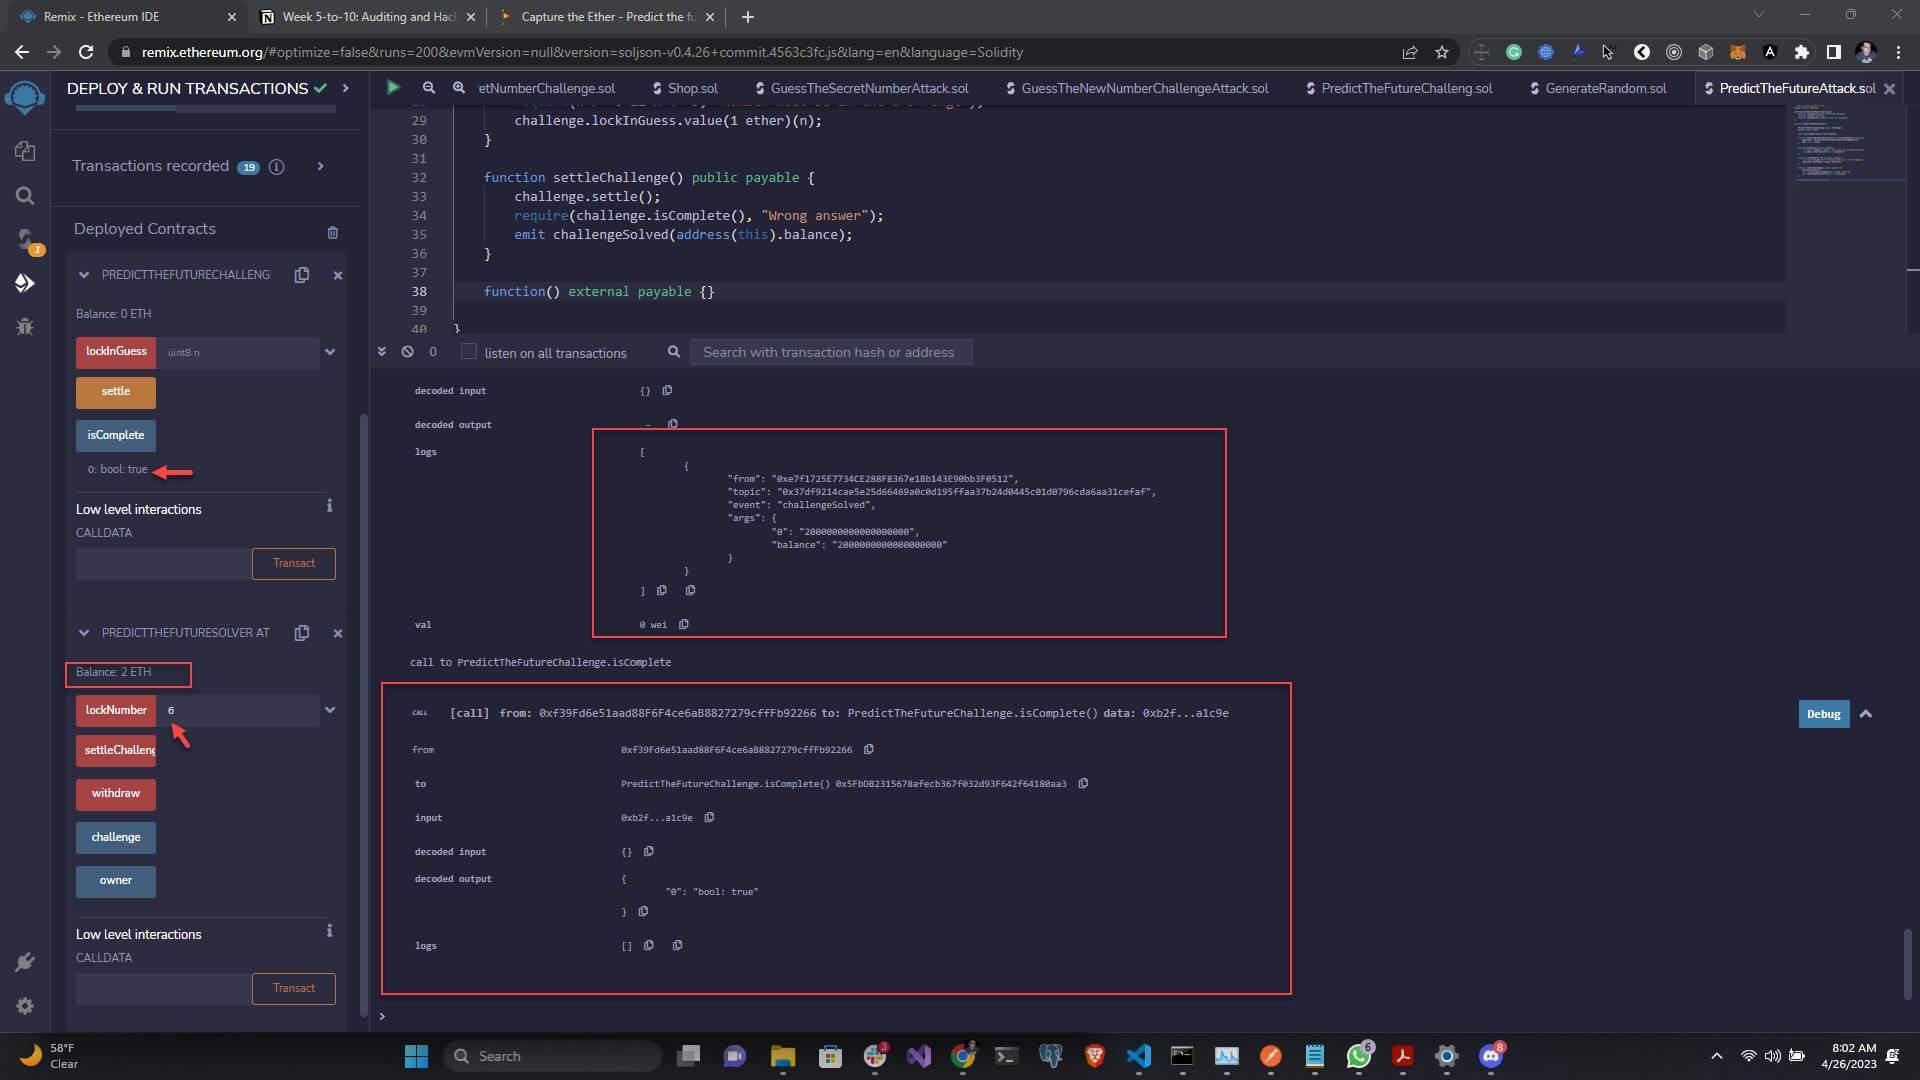 Remix - Ethereum IDE
Week 5-to-10: Auditing and Hac
Capture the Ether - Predict the fu
remix.ethereum.org/#optimize=false&runs=200&evmVersion=null&version=soljson-v0.4.26+commit.4563c3fc.js&lang=en&language=Solidity
DEPLOY & RUN TRANSACTIONS
retNumberChalleng.sol
Shop.sol
GuessTheSecretNumberAttack.sol
GuessTheNewNumberChallengeAttack.sol
PredictTheFutureChalleng.sol
GenerateRandom.sol
PredictTheFutureAttack.sol
Transactions recorded 19
Deployed Contracts
1
PREDICTTHEFUTURECHALLENG
Balance: 0 ETH
lockInGuess
uint8 n
settle
isComplete
0: bool: true
Low level interactions
CALLDATA
Transact
PREDICTTHEFUTURESOLVER AT
Balance: 2 ETH
lockNumber
6
settleChalleng
withdraw
challenge
owner
Low level interactions
CALLDATA
Transact
29 challenge.lockInGuess.value(1 ether)(n);
30 }
31
32 function settleChallenge() public payable {
33 challenge.settle();
34 require(challenge.isComplete(), "Wrong answer");
35 emit challengeSolved(address(this).balance);
36 }
37
38 function() external payable {}
39
40 }
0
listen on all transactions
Search with transaction hash or address
decoded input {}
decoded output -
logs [
{
"from": "0xe7f1725E7734CE288F8367e1Bb143E90bb3F0512",
"topic": "0x37df9214cae5e25d66469a0c0d195ffaa37b24d0445c01d0796cda6aa31cefaf",
"event": "challengeSolved",
"args": {
"0": "2000000000000000000",
"balance": "2000000000000000000"
}
}
]
val 0 wei
call to PredictTheFutureChallenge.isComplete
CALL [call] from: 0xf39Fd6e51aad88F6F4ce6aB8827279cffFb92266 to: PredictTheFutureChallenge.isComplete() data: 0xb2f...a1c9e
Debug
from 0xf39Fd6e51aad88F6F4ce6aB8827279cffFb92266
to PredictTheFutureChallenge.isComplete() 0x5FbDB2315678afecb367f032d93F642f64180aa3
input 0xb2f...a1c9e
decoded input {}
decoded output {
"0": "bool: true"
}
logs []
>
58°F
Clear
Search
3
6
8
8:02 AM
4/26/2023